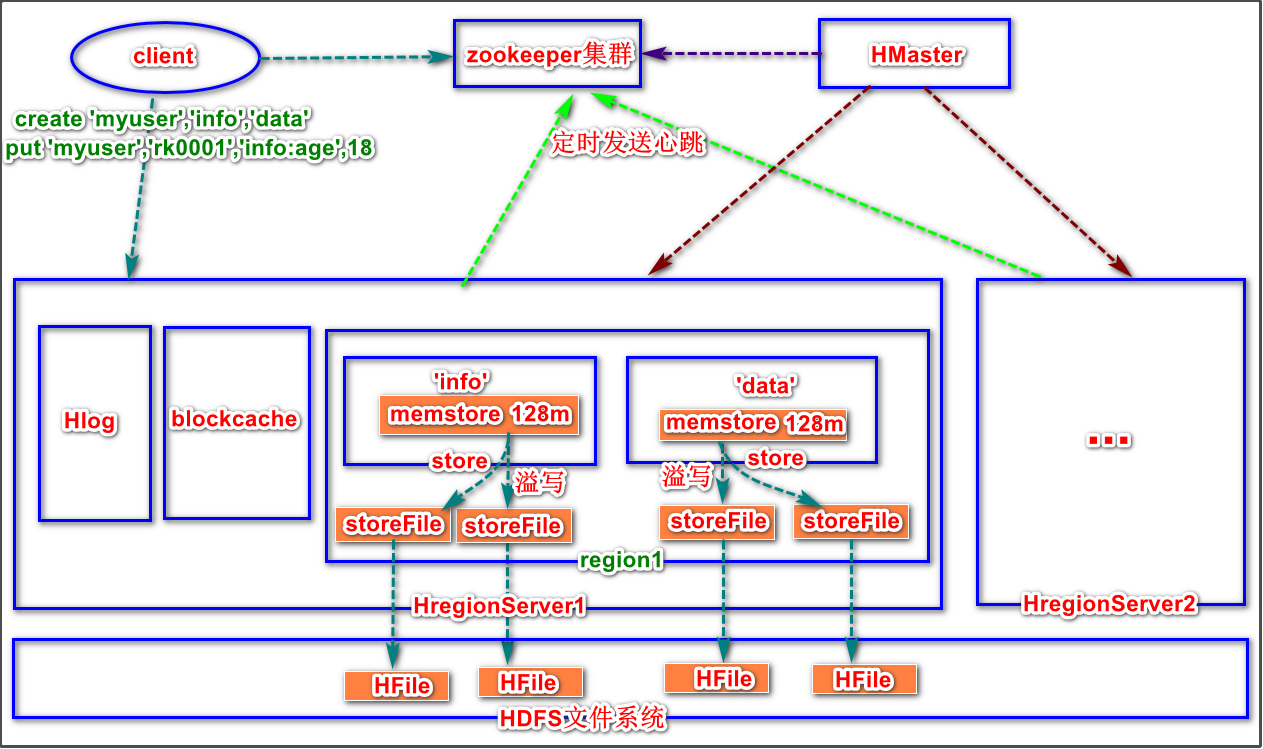 client
zookeeper集群
HMaster
create 'myuser','info','data'
put 'myuser','rk0001','info:age',18
定时发送心跳
Hlog
blockcache
'info'
memstore 128m
store
溢写
storeFile
storeFile
'data'
memstore 128m
store
溢写
storeFile
storeFile
region1
HregionServer1
...
HregionServer2
HFile
HFile
HFile
HFile
HDFS文件系统